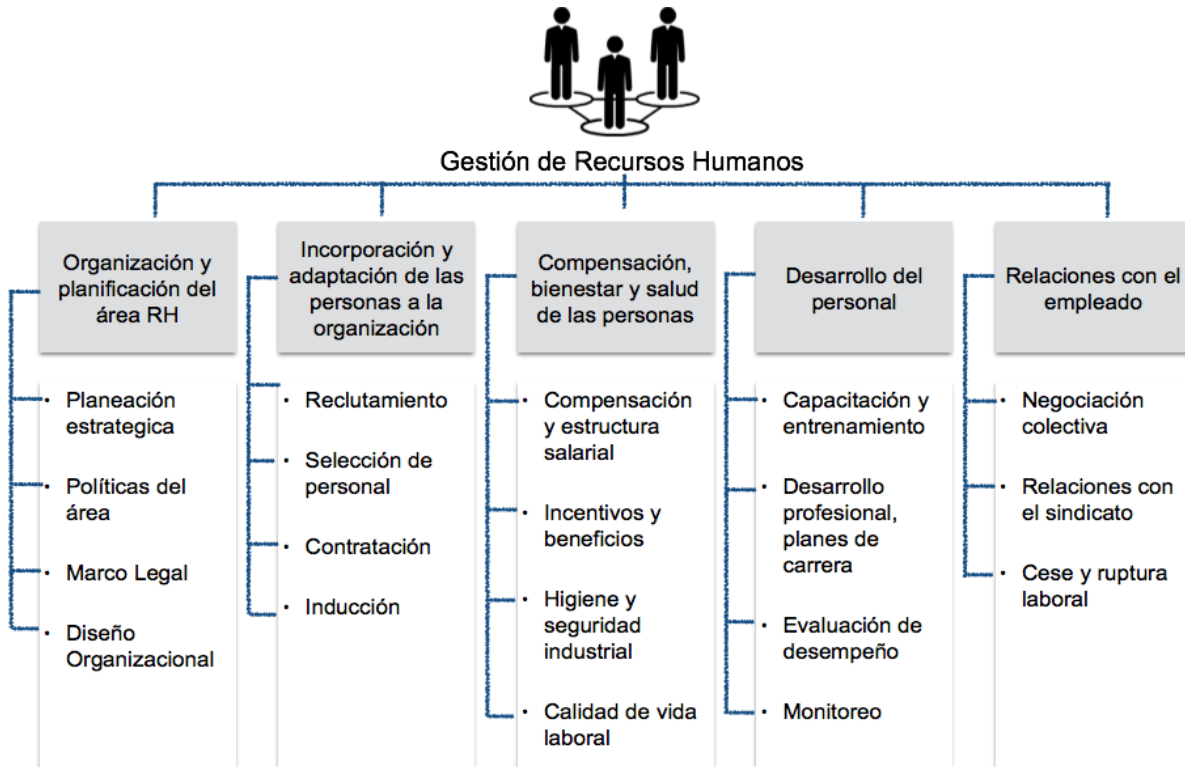 Gestión de Recursos Humanos
Organización y
planificación del
área RH
• Planeación
estrategica
• Políticas del
área
• Marco Legal
• Diseño
Organizacional
Incorporación y
adaptación de las
personas a la
organización
• Reclutamiento
• Selección de
personal
• Contratación
• Inducción
Compensación,
bienestar y salud
de las personas
• Compensación
y estructura
salarial
• Incentivos y
beneficios
• Higiene y
seguridad
industrial
• Calidad de vida
laboral
Desarrollo del
personal
• Capacitación y
entrenamiento
• Desarrollo
profesional,
planes de
carrera
• Evaluación de
desempeño
• Monitoreo
Relaciones con el
empleado
• Negociación
colectiva
• Relaciones con
el sindicato
• Cese y ruptura
laboral